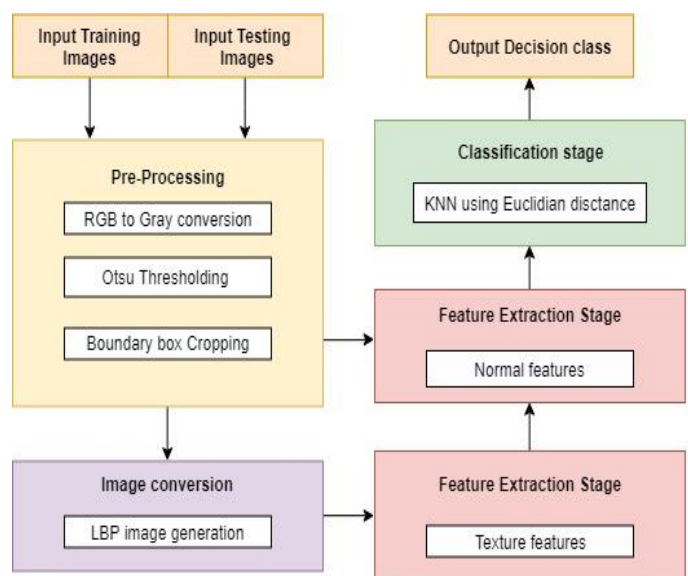 Input Training
Images
Input Testing
Images
Pre-Processing
RGB to Gray conversion
Otsu Thresholding
Boundary box Cropping
Image conversion
LBP image generation
Output Decision class
Classification stage
KNN using Euclidian disctance
Feature Extraction Stage
Normal features
Feature Extraction Stage
Texture features